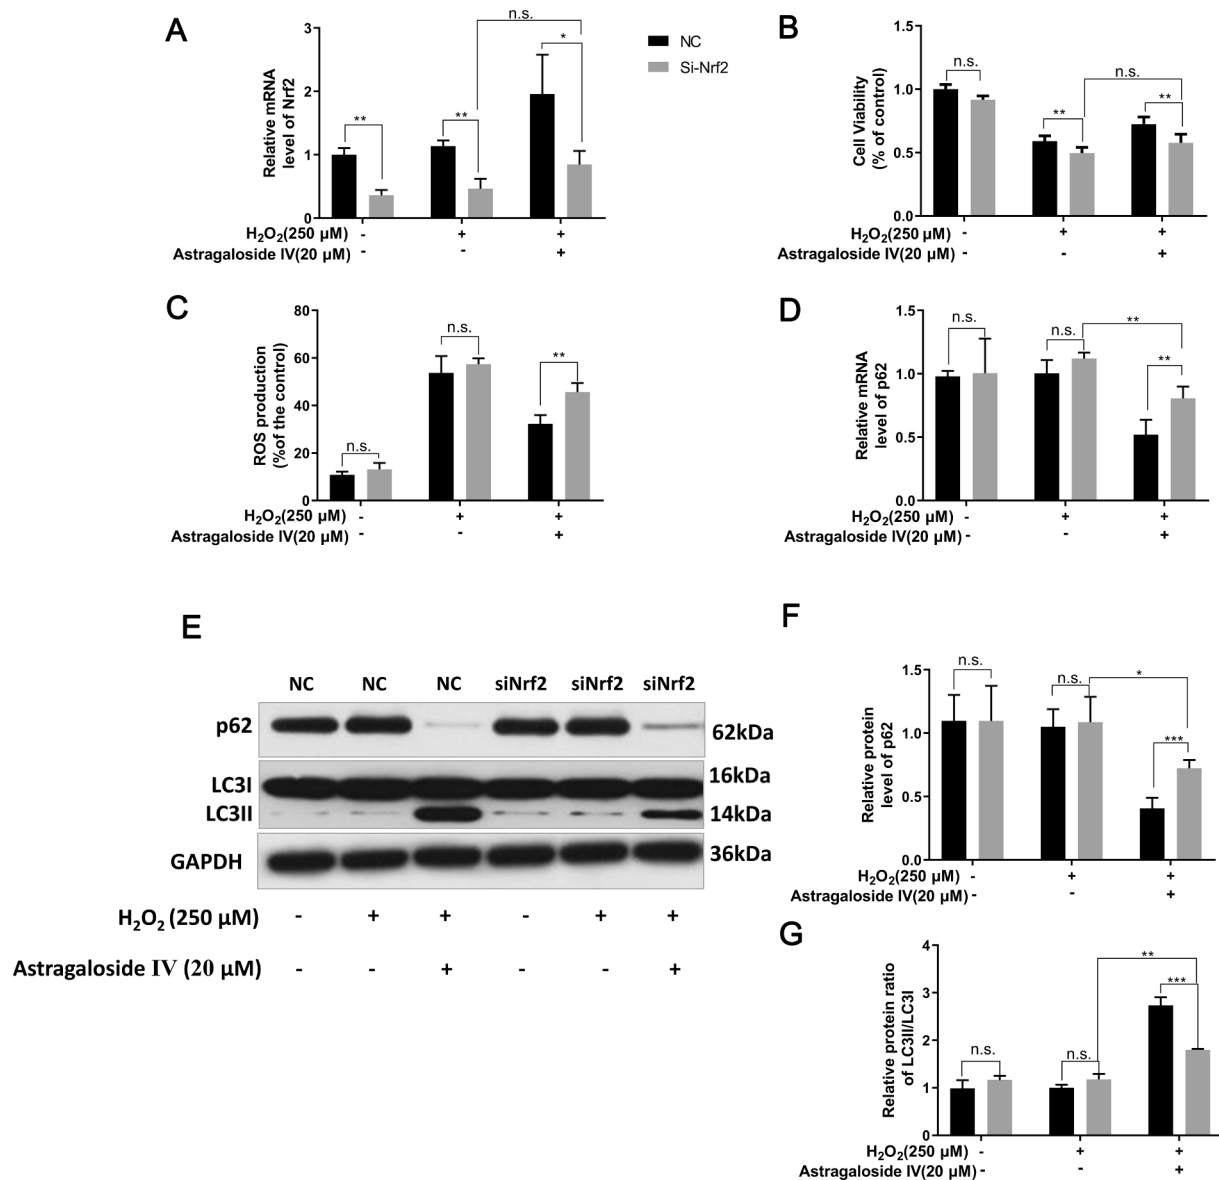 A
Relative mRNA
level of Nrf2
3
2
1
0
**
**
*
n.s.
H2O2(250 μM) - + +
Astragaloside IV(20 μM) - - +
NC
Si-Nrf2
B
Cell Viability
(% of control)
1.5
1.0
0.5
0.0
n.s.
**
n.s.
**
H2O2(250 μM) - + +
Astragaloside IV(20 μM) - - +
C
ROS production
(%of the control)
80
60
40
20
0
n.s.
n.s.
**
H2O2(250 μM) - + +
Astragaloside IV(20 μM) - - +
D
Relative mRNA
level of p62
1.5
1.0
0.5
0.0
n.s.
n.s.
**
**
H2O2(250 μM) - + +
Astragaloside IV(20 μM) - - +
E
NC NC NC siNrf2 siNrf2 siNrf2
p62 62kDa
LC3I 16kDa
LC3II 14kDa
GAPDH 36kDa
H2O2 (250 μM) - + + - + +
Astragaloside IV (20 μM) - - + - - +
F
Relative protein
level of p62
1.5
1.0
0.5
0.0
n.s.
n.s.
*
***
H2O2(250 μM) - + +
Astragaloside IV(20 μM) - - +
G
Relative protein ratio
of LC3II/LC3I
4
3
2
1
0
n.s.
n.s.
**
***
H2O2(250 μM) - + +
Astragaloside IV(20 μM) - - +